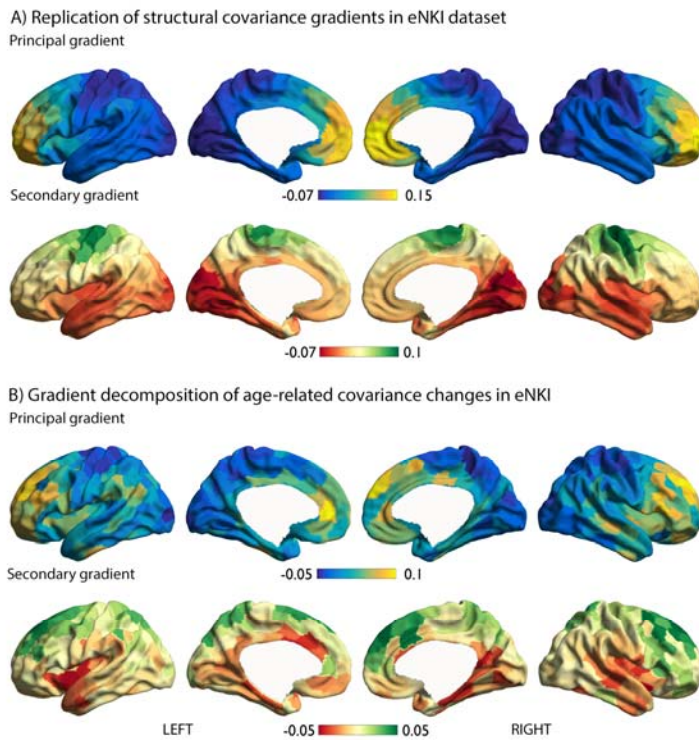 A) Replication of structural covariance gradients in eNKI dataset
Principal gradient
Secondary gradient
-0.07 0.15
-0.07 0.1
B) Gradient decomposition of age-related covariance changes in eNKI
Principal gradient
Secondary gradient
-0.05 0.1
LEFT
-0.05 0.05
RIGHT